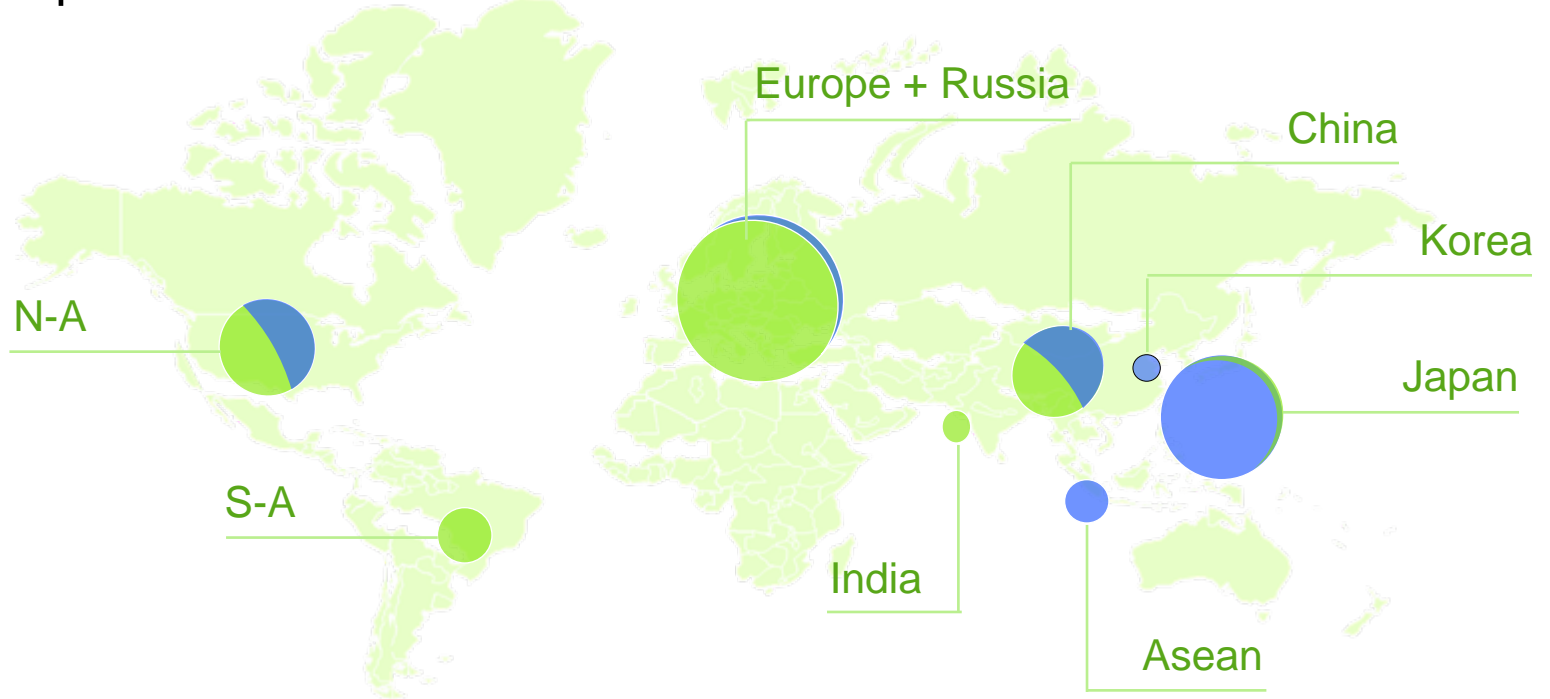 Europe + Russia
China
Korea
N-A
Japan
S-A
India
Asean